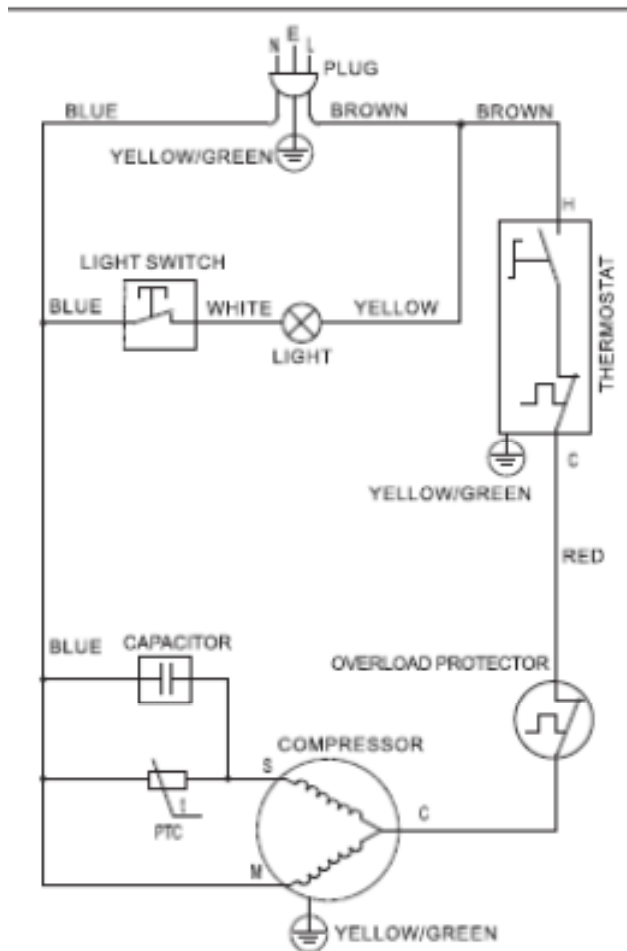 N E L
PLUG
BLUE
BROWN
BROWN
YELLOW/GREEN
H
LIGHT SWITCH
THERMOSTAT
BLUE
WHITE
YELLOW
LIGHT
C
YELLOW/GREEN
RED
BLUE
CAPACITOR
OVERLOAD PROTECTOR
COMPRESSOR
S
t
PTC
C
M
YELLOW/GREEN